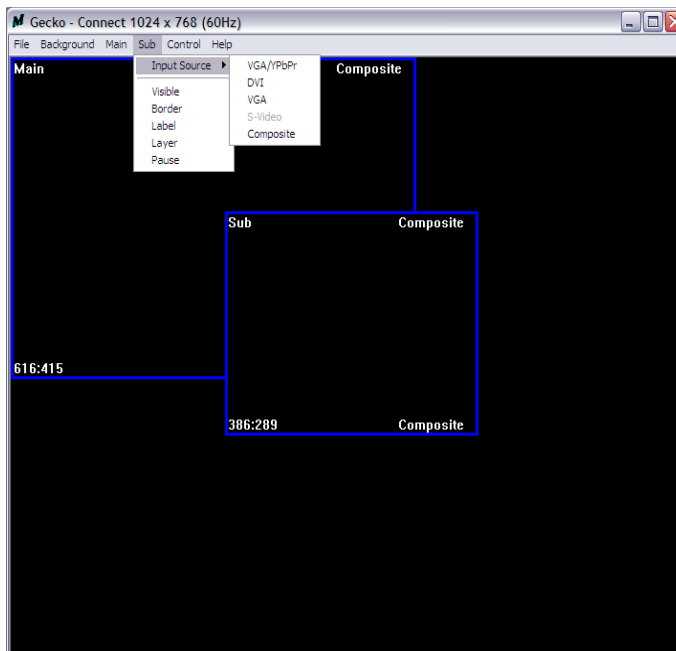 Gecko - Connect 1024 x 768 (60Hz)
File Background Main Sub Control Help
Main
Composite
Input Source
Visible
Border
Label
Layer
Pause
VGA/YPbPr
DVI
VGA
S-Video
Composite
Sub Composite
616:415
386:289 Composite